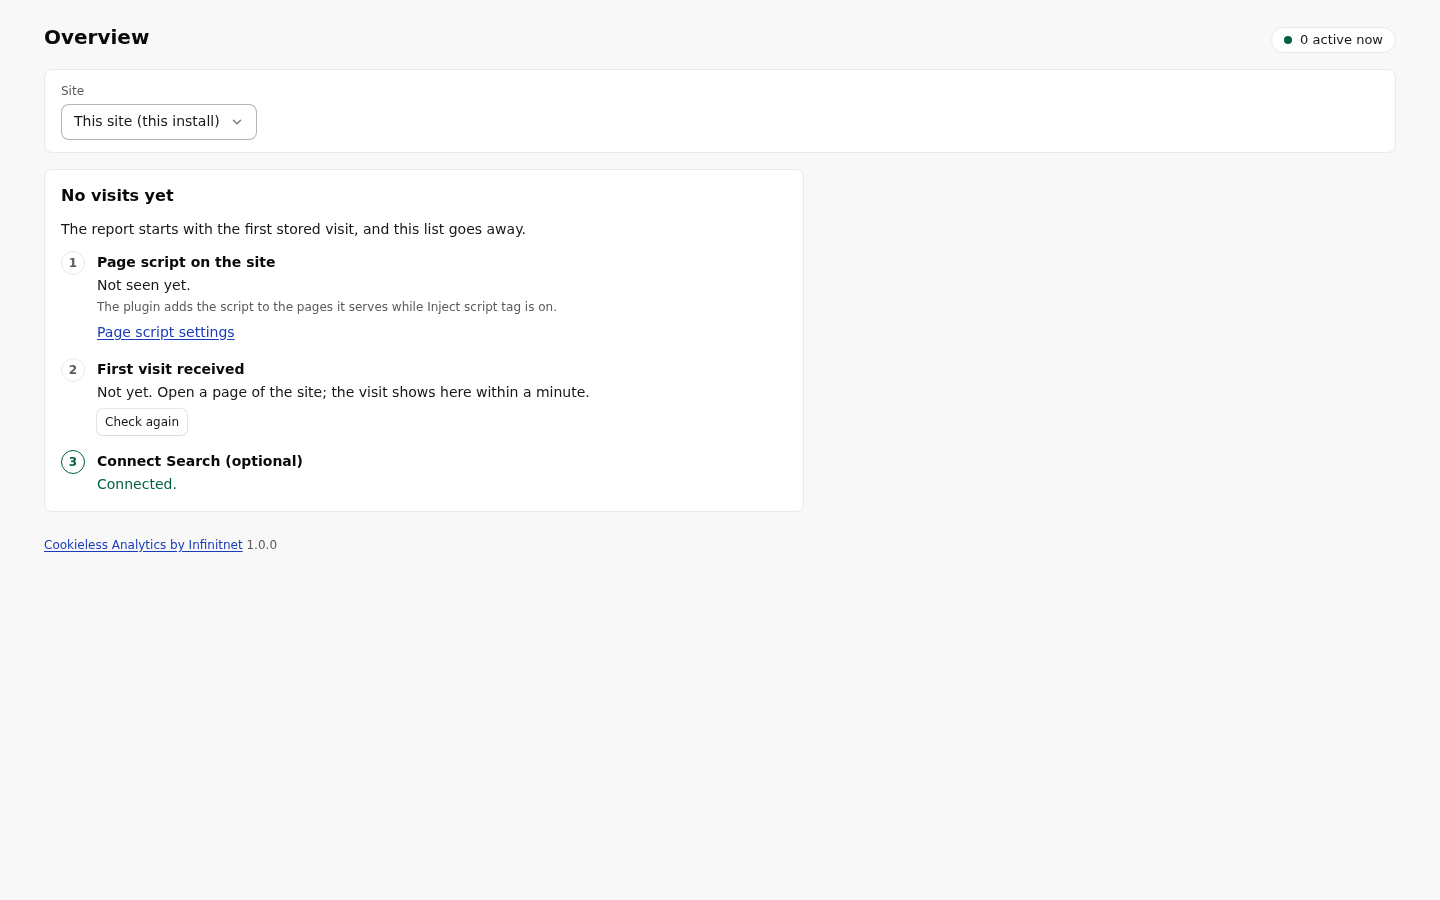 Overview
0 active now
Site
This site (this install)
No visits yet
The report starts with the first stored visit, and this list goes away.
1
Page script on the site
Not seen yet.
The plugin adds the script to the pages it serves while Inject script tag is on.
Page script settings
2
First visit received
Not yet. Open a page of the site; the visit shows here within a minute.
Check again
3
Connect Search (optional)
Connected.
Cookieless Analytics by Infinitnet 1.0.0